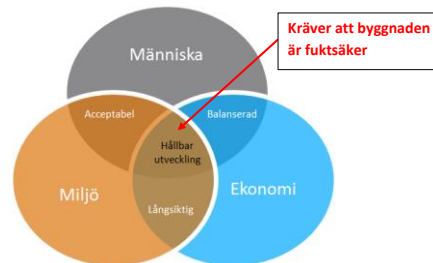 Kräver att byggnaden
är fuktsäker
Människa
Acceptabel
Balanserad
Hållbar
utveckling
Miljö
Ekonomi
Långsiktig